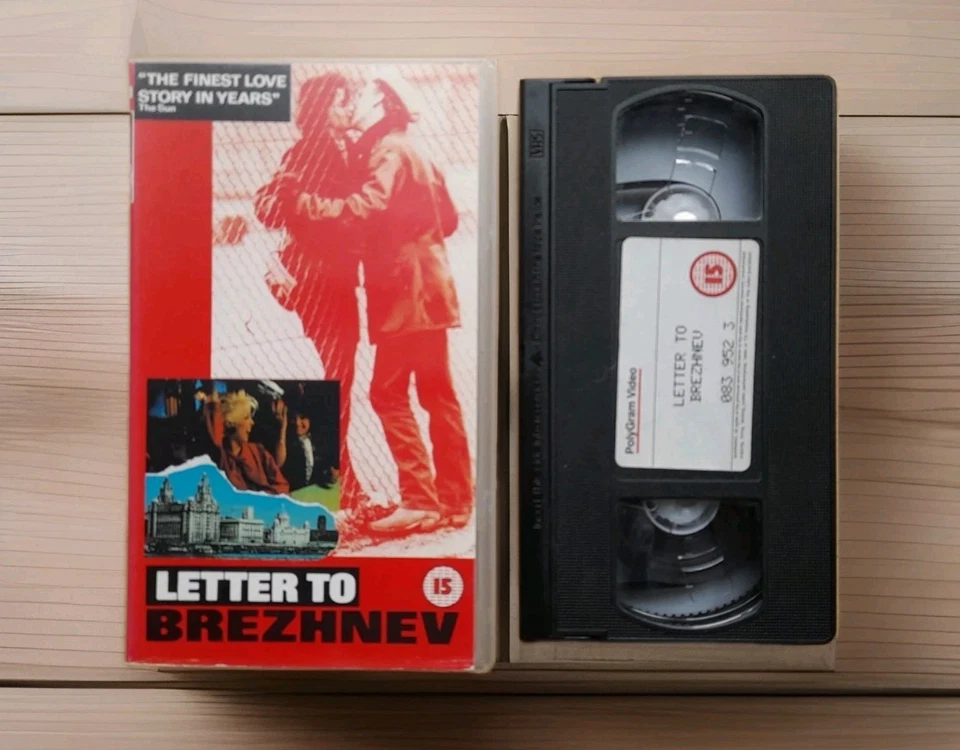 "THE FINEST LOVE
STORY IN YEARS"
The Sun
LETTER TO
15
BREZHNEV
VHS
15
LETTER TO
BREZHNEV
083 952 3
PolyGram Video